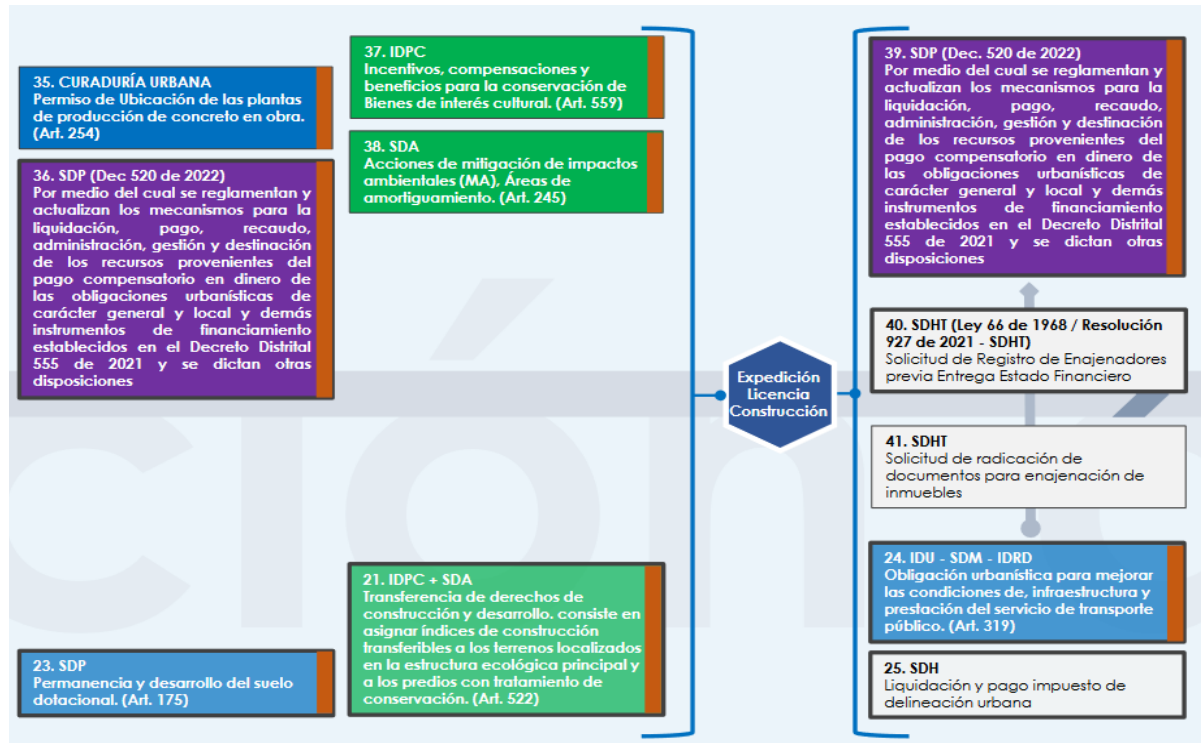 35. CURADURÍA URBANA
Permiso de Ubicación de las plantas
de producción de concreto en obra.
(Art. 254)
36. SDP (Dec 520 de 2022)
Por medio del cual se reglamentan y
actualizan los mecanismos para la
liquidación, pago, recaudo,
administración, gestión y destinación
de los recursos provenientes del
pago compensatorio en dinero de
las obligaciones urbanísticas de
carácter general y local y demás
instrumentos de financiamiento
establecidos en el Decreto Distrital
555 de 2021 y se dictan otras
disposiciones
23. SDP
Permanencia y desarrollo del suelo
dotacional. (Art. 175)
37. IDPC
Incentivos, compensaciones y
beneficios para la conservación de
Bienes de interés cultural. (Art. 559)
38. SDA
Acciones de mitigación de impactos
ambientales (MA), Áreas de
amortiguamiento. (Art. 245)
21. IDPC + SDA
Transferencia de derechos de
construcción y desarrollo. consiste en
asignar índices de construcción
transferibles a los terrenos localizados
en la estructura ecológica principal y
a los predios con tratamiento de
conservación. (Art. 522)
Expedición
Licencia
Construcción
39. SDP (Dec. 520 de 2022)
Por medio del cual se reglamentan y
actualizan los mecanismos para la
liquidación, pago, recaudo,
administración, gestión y destinación
de los recursos provenientes del
pago compensatorio en dinero de
las obligaciones urbanísticas de
carácter general y local y demás
instrumentos de financiamiento
establecidos en el Decreto Distrital
555 de 2021 y se dictan otras
disposiciones
40. SDHT (Ley 66 de 1968 / Resolución
927 de 2021 - SDHT)
Solicitud de Registro de Enajenadores
previa Entrega Estado Financiero
41. SDHT
Solicitud de radicación de
documentos para enajenación de
inmuebles
24. IDU - SDM - IDRD
Obligación urbanística para mejorar
las condiciones de, infraestructura y
prestación del servicio de transporte
público. (Art. 319)
25. SDH
Liquidación y pago impuesto de
delineación urbana